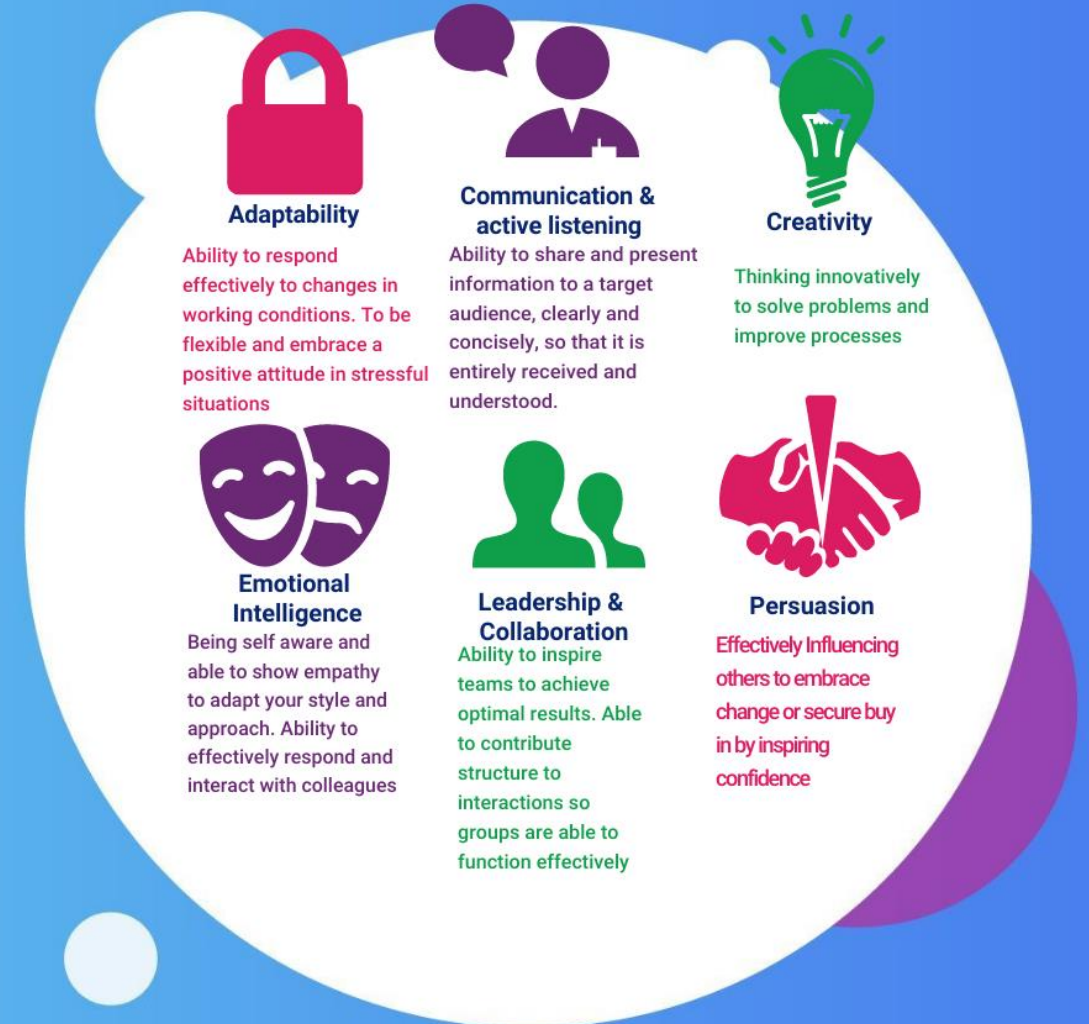 Adaptability
Ability to respond
effectively to changes in
working conditions. To be
flexible and embrace a
positive attitude in stressful
situations
Communication &
active listening
Ability to share and present
information to a target
audience, clearly and
concisely, so that it is
entirely received and
understood.
Creativity
Thinking innovatively
to solve problems and
improve processes
Emotional
Intelligence
Being self aware and
able to show empathy
to adapt your style and
approach. Ability to
effectively respond and
interact with colleagues
Leadership &
Collaboration
Ability to inspire
teams to achieve
optimal results. Able
to contribute
structure to
interactions so
groups are able to
function effectively
Persuasion
Effectively Influencing
others to embrace
change or secure buy
in by inspiring
confidence